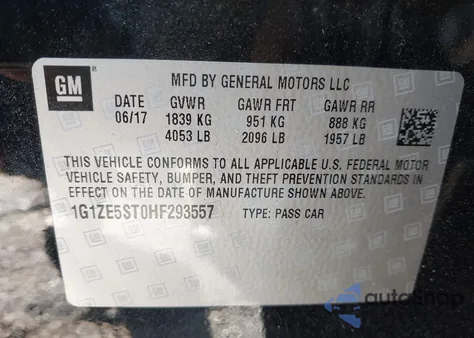 GM
MFD BY GENERAL MOTORS LLC
DATE GVWR GAWR FRT GAWR RR
06/17 1839 KG 951 KG 888 KG
4053 LB 2096 LB 1957 LB
THIS VEHICLE CONFORMS TO ALL APPLICABLE U.S. FEDERAL MOTOR
VEHICLE SAFETY, BUMPER, AND THEFT PREVENTION STANDARDS IN
EFFECT ON THE DATE OF MANUFACTURE SHOWN ABOVE.
1G1ZE5ST0HF293557 TYPE: PASS CAR
autosnap